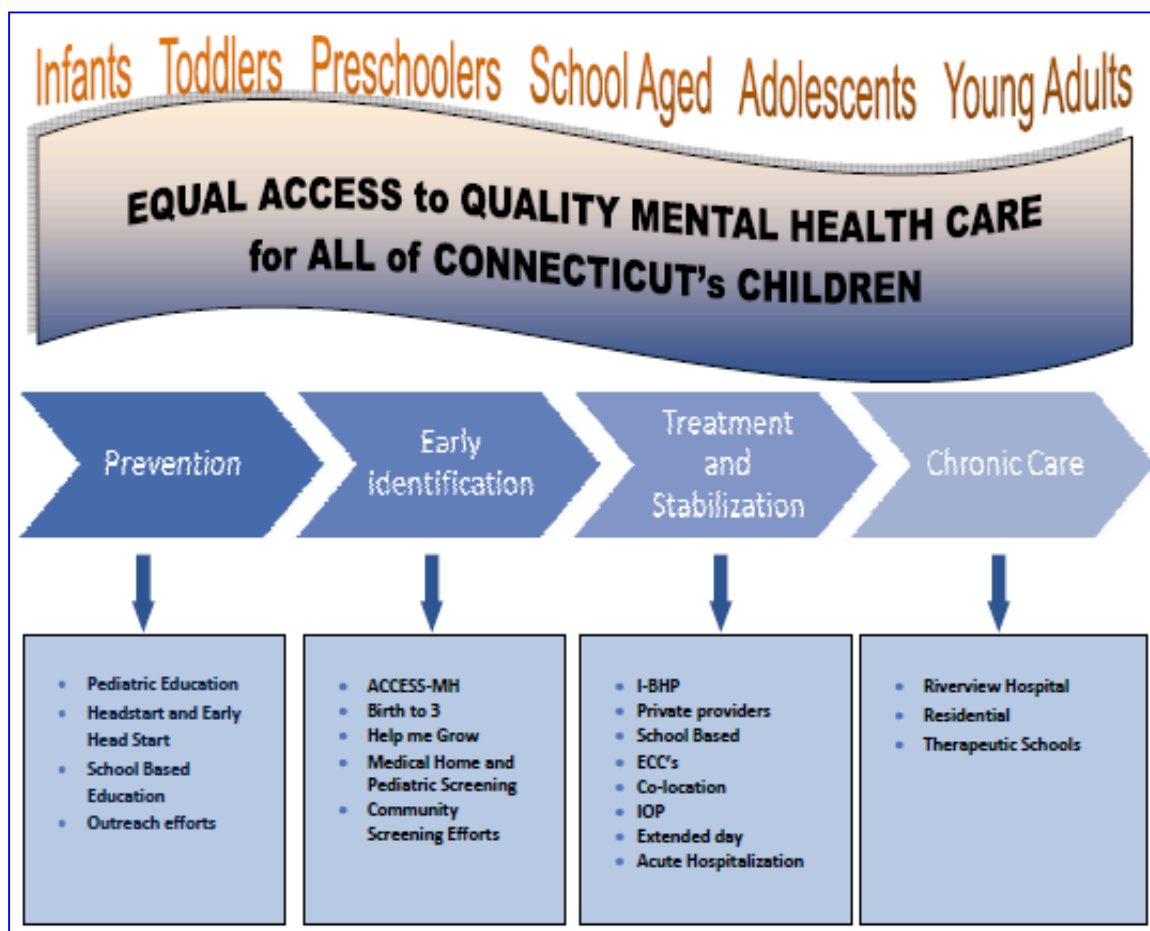 Infants Toddlers Preschoolers School Aged Adolescents Young Adults
EQUAL ACCESS to QUALITY MENTAL HEALTH CARE
for ALL of CONNECTICUT's CHILDREN
Prevention
Early
identification
Treatment
and
Stabilization
Chronic Care
• Pediatric Education
• Headstart and Early
Head Start
• School Based
Education
• Outreach efforts
• ACCESS-MH
• Birth to 3
• Help me Grow
• Medical Home and
Pediatric Screening
• Community
Screening Efforts
• I-BHP
• Private providers
• School Based
• ECC's
• Co-location
• IOP
• Extended day
• Acute Hospitalization
• Riverview Hospital
• Residential
• Therapeutic Schools